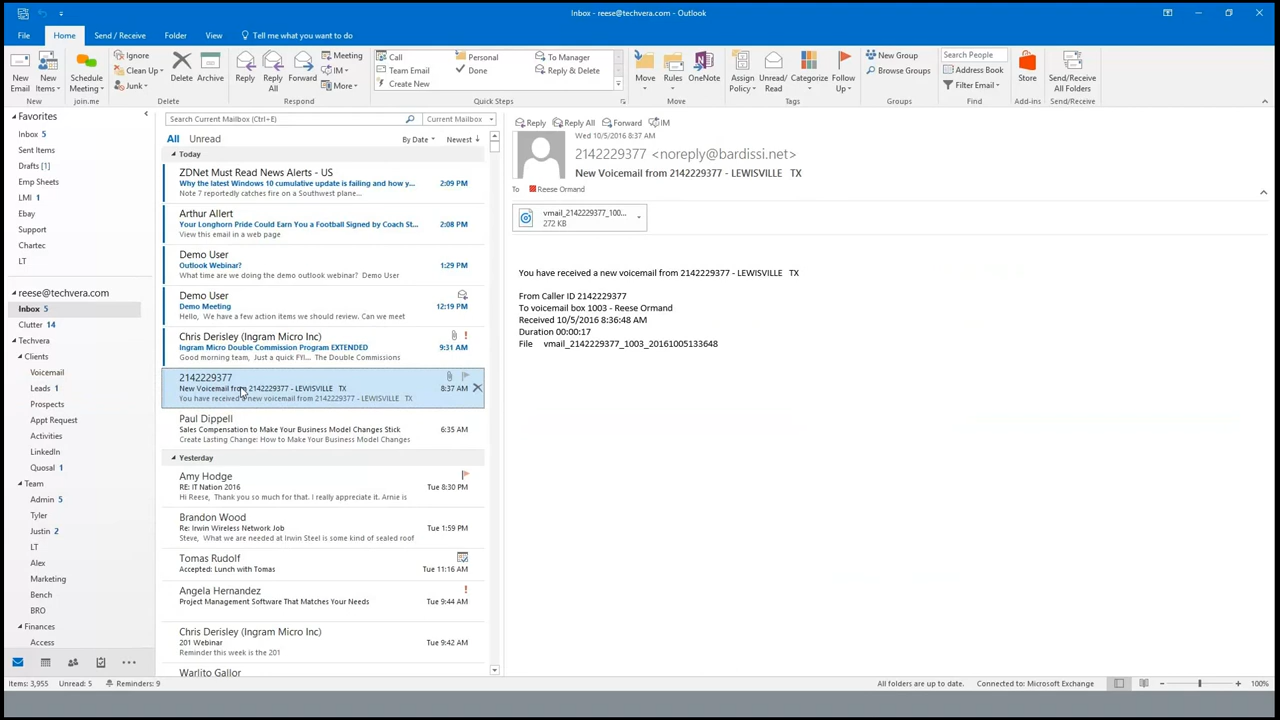 Inbox - reese@techvera.com - Outlook
File Home Send / Receive Folder View Tell me what you want to do
New Email
New Items
New
Schedule Meeting
join.me
Ignore
Clean Up
Junk
Delete
Archive
Delete
Reply
Reply All
Forward
Meeting
IM
More
Respond
Call
Team Email
Create New
Personal
Done
To Manager
Reply & Delete
Quick Steps
Move
Rules
OneNote
Move
Assign Policy
Unread/ Read
Categorize
Follow Up
Tags
New Group
Browse Groups
Groups
Search People
Address Book
Filter Email
Find
Store
Add-ins
Send/Receive All Folders
Send/Receive
Favorites
Inbox 5
Sent Items
Drafts [1]
Emp Sheets
LMI 1
Ebay
Support
Chartec
LT
reese@techvera.com
Inbox 5
Clutter 14
Techvera
Clients
Voicemail
Leads 1
Prospects
Appt Request
Activities
LinkedIn
Quosal 1
Team
Admin 5
Tyler
Justin 2
LT
Alex
Marketing
Bench
BRO
Finances
Access
Search Current Mailbox (Ctrl+E) Current Mailbox
All Unread By Date Newest
Today
ZDNet Must Read News Alerts - US
Why the latest Windows 10 cumulative update is failing and how y... 2:09 PM
Note 7 reportedly catches fire on a Southwest plane...
Arthur Allert
Your Longhorn Pride Could Earn You a Football Signed by Coach St... 2:08 PM
View this email in a web page
Demo User
Outlook Webinar? 1:29 PM
What time are we doing the demo outlook webinar? Demo User
Demo User
Demo Meeting 12:19 PM
Hello, We have a few action items we should review. Can we meet
Chris Derisley (Ingram Micro Inc)
Ingram Micro Double Commission Program EXTENDED 9:31 AM
Good morning team, Just a quick FYI... The Double Commissions
2142229377
New Voicemail from 2142229377 - LEWISVILLE TX 8:37 AM
You have received a new voicemail from 2142229377 - LEWISVILLE TX
Paul Dippell
Sales Compensation to Make Your Business Model Changes Stick 6:35 AM
Create Lasting Change: How to Make Your Business Model Changes
Yesterday
Amy Hodge
RE: IT Nation 2016 Tue 8:30 PM
Hi Reese, Thank you so much for that. I really appreciate it. Arnie is
Brandon Wood
Re: Irwin Wireless Network Job Tue 1:59 PM
Steve, What we are needed at Irwin Steel is some kind of sealed roof
Tomas Rudolf
Accepted: Lunch with Tomas Tue 11:16 AM
Angela Hernandez
Project Management Software That Matches Your Needs Tue 9:44 AM
Chris Derisley (Ingram Micro Inc)
201 Webinar Tue 9:42 AM
Reminder this week is the 201
Warlito Gallor
Reply Reply All Forward IM
Wed 10/5/2016 8:37 AM
2142229377 <noreply@bardissi.net>
New Voicemail from 2142229377 - LEWISVILLE TX
To Reese Ormand
vmail_2142229377_100...
272 KB
You have received a new voicemail from 2142229377 - LEWISVILLE TX
From Caller ID 2142229377
To voicemail box 1003 - Reese Ormand
Received 10/5/2016 8:36:48 AM
Duration 00:00:17
File vmail_2142229377_1003_20161005133648
Items: 3,955 Unread: 5 Reminders: 9 All folders are up to date. Connected to: Microsoft Exchange 100%